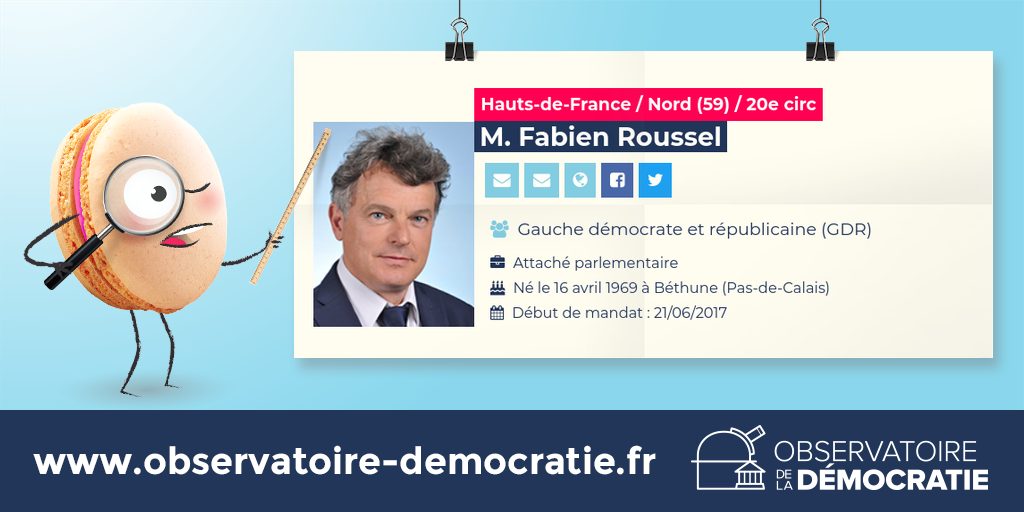 Hauts-de-France / Nord (59) / 20e circ
M. Fabien Roussel
Gauche démocrate et républicaine (GDR)
Attaché parlementaire
Né le 16 avril 1969 à Béthune (Pas-de-Calais)
Début de mandat : 21/06/2017
www.observatoire-democratie.fr
OBSERVATOIRE
DE LA DÉMOCRATIE